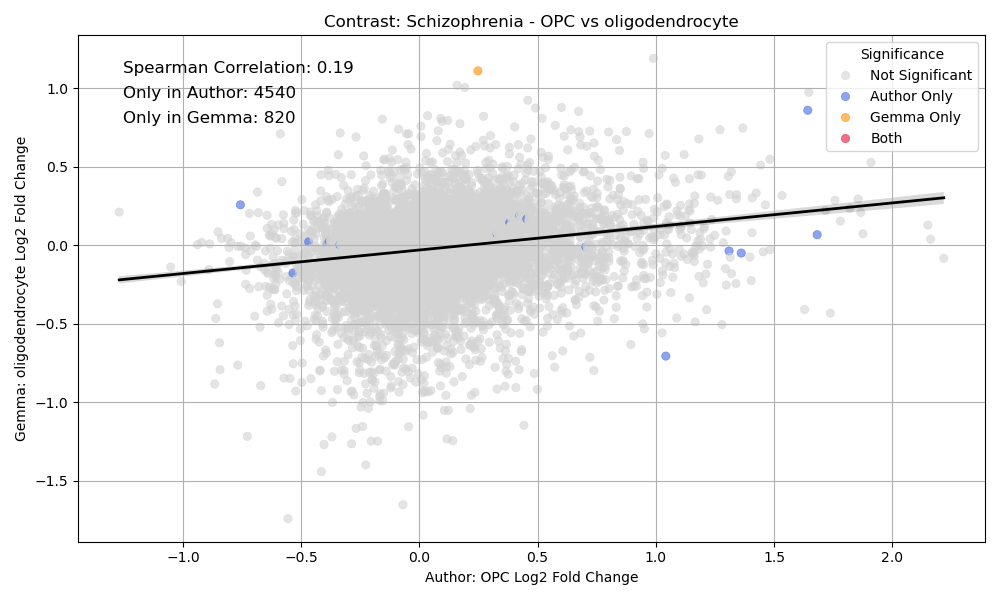 Contrast: Schizophrenia - OPC vs oligodendrocyte
Spearman Correlation: 0.19
Only in Author: 4540
Only in Gemma: 820
Significance
Not Significant
Author Only
Gemma Only
Both
Gemma: oligodendrocyte Log2 Fold Change
1.0
0.5
0.0
−0.5
−1.0
−1.5
−1.0
−0.5
0.0
0.5
1.0
1.5
2.0
Author: OPC Log2 Fold Change